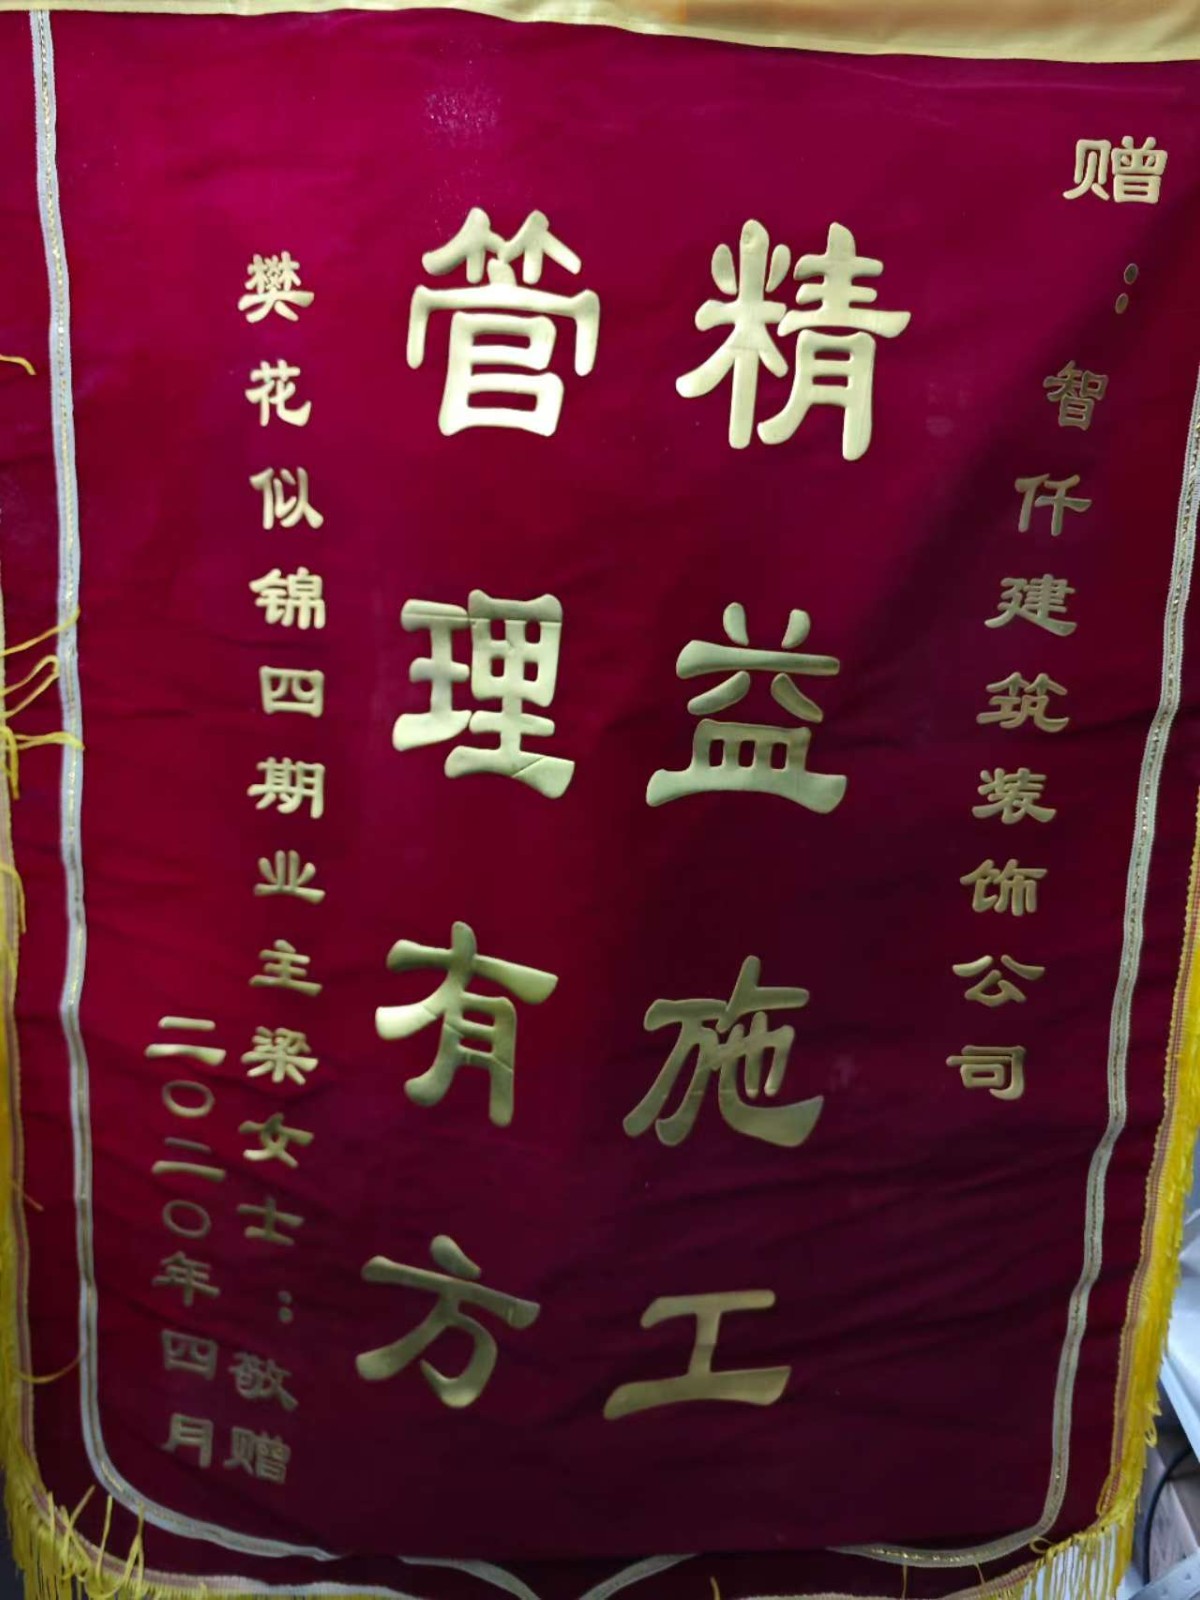 赠：智仟建筑装饰公司
精益施工
管理有方
樊花似锦四期业主梁女士：敬赠
二〇二〇年四月